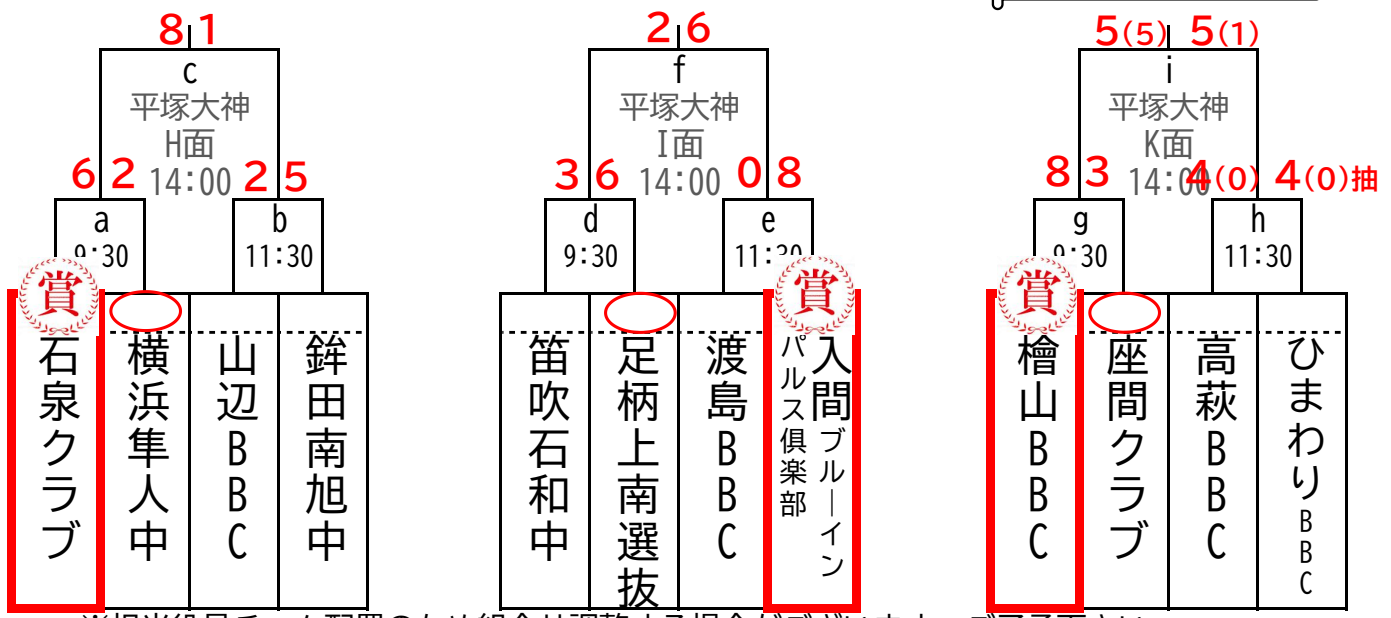 8 1
c
平塚大神
H面
14:00
6 2
2 5
a
9:30
b
11:30
賞
石泉クラブ
横浜隼人中
山辺BBC
鉾田南旭中
2 6
f
平塚大神
I面
14:00
3 6
0 8
d
9:30
e
11:30
笛吹石和中
足柄上南選抜
渡島BBC
賞
入間ブルーイン
パルス倶楽部
5(5) 5(1)
i
平塚大神
K面
14:00
8 3
4(0) 4(0)抽
g
9:30
h
11:30
賞
檜山BBC
座間クラブ
高萩BBC
ひまわりBBC